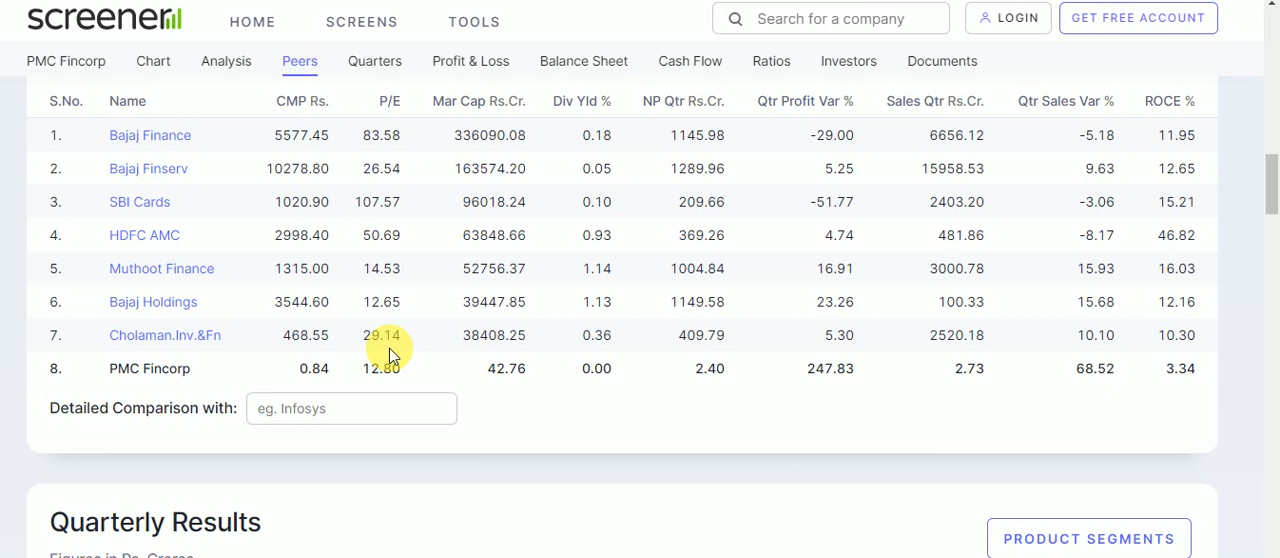 screener HOME SCREENS TOOLS Search for a company LOGIN GET FREE ACCOUNT
PMC Fincorp Chart Analysis Peers Quarters Profit & Loss Balance Sheet Cash Flow Ratios Investors Documents
S.No. Name CMP Rs. P/E Mar Cap Rs.Cr. Div Yld % NP Qtr Rs.Cr. Qtr Profit Var % Sales Qtr Rs.Cr. Qtr Sales Var % ROCE %
1. Bajaj Finance 5577.45 83.58 336090.08 0.18 1145.98 -29.00 6656.12 -5.18 11.95
2. Bajaj Finserv 10278.80 26.54 163574.20 0.05 1289.96 5.25 15958.53 9.63 12.65
3. SBI Cards 1020.90 107.57 96018.24 0.10 209.66 -51.77 2403.20 -3.06 15.21
4. HDFC AMC 2998.40 50.69 63848.66 0.93 369.26 4.74 481.86 -8.17 46.82
5. Muthoot Finance 1315.00 14.53 52756.37 1.14 1004.84 16.91 3000.78 15.93 16.03
6. Bajaj Holdings 3544.60 12.65 39447.85 1.13 1149.58 23.26 100.33 15.68 12.16
7. Cholaman.Inv.&Fn 468.55 29.14 38408.25 0.36 409.79 5.30 2520.18 10.10 10.30
8. PMC Fincorp 0.84 12.80 42.76 0.00 2.40 247.83 2.73 68.52 3.34
Detailed Comparison with: eg. Infosys
Quarterly Results
PRODUCT SEGMENTS
Figures in Rs. Crores